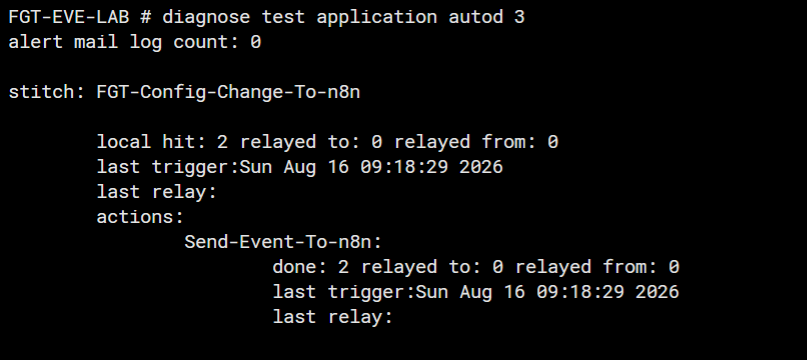 FGT-EVE-LAB # diagnose test application autod 3
alert mail log count: 0
stitch: FGT-Config-Change-To-n8n
local hit: 2 relayed to: 0 relayed from: 0
last trigger:Sun Aug 16 09:18:29 2026
last relay:
actions:
Send-Event-To-n8n:
done: 2 relayed to: 0 relayed from: 0
last trigger:Sun Aug 16 09:18:29 2026
last relay: